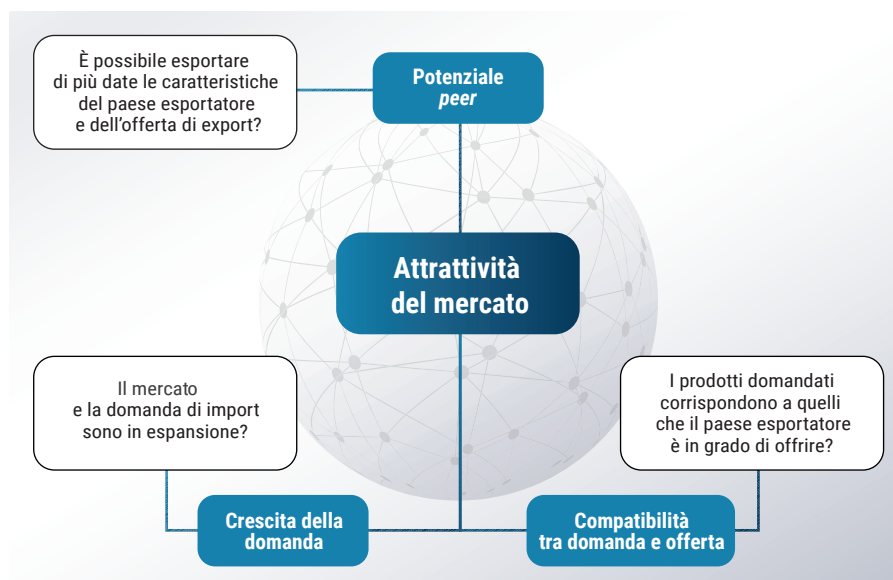 È possibile esportare
di più date le caratteristiche
del paese esportatore
e dell'offerta di export?
Potenziale
peer
Attrattività
del mercato
Il mercato
e la domanda di import
sono in espansione?
I prodotti domandati
corrispondono a quelli
che il paese esportatore
è in grado di offrire?
Crescita della
domanda
Compatibilità
tra domanda e offerta